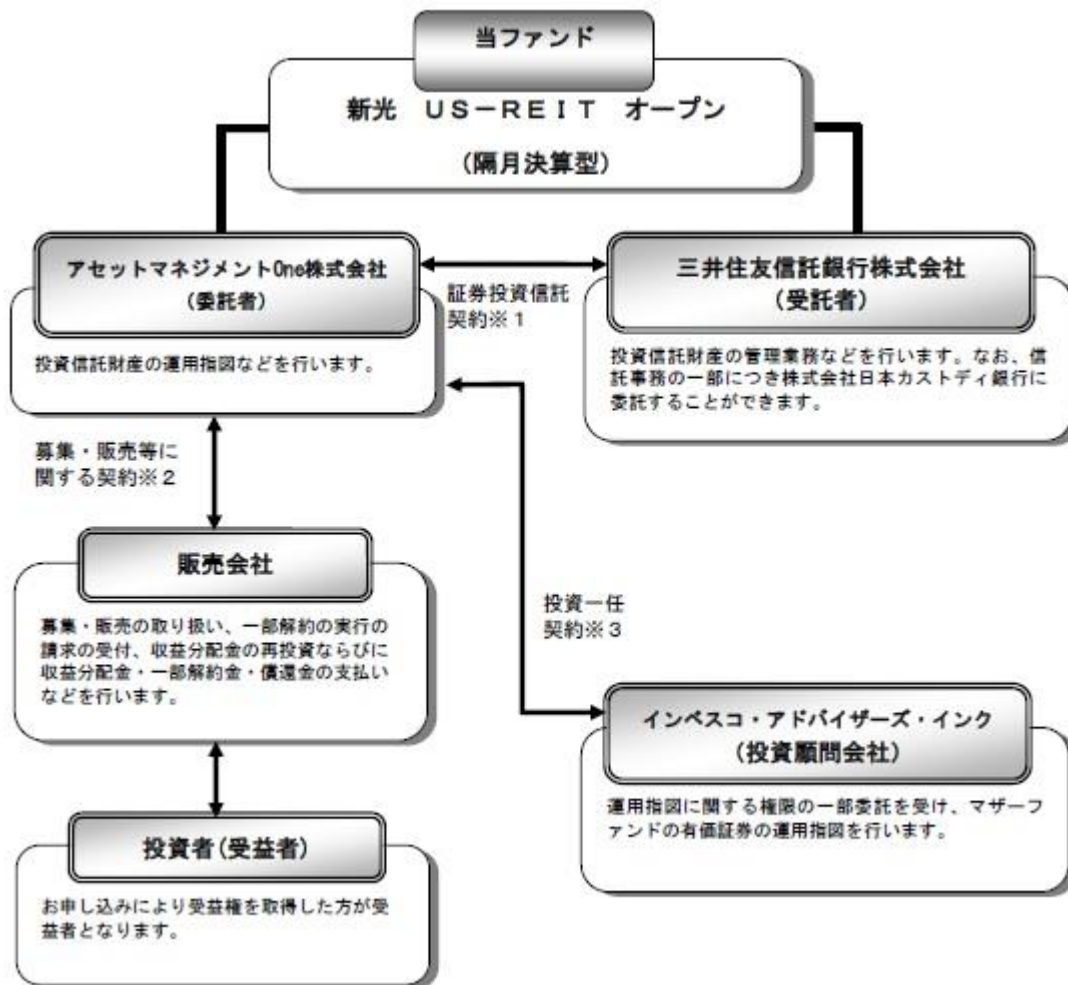 当ファンド
新光 US-REIT オープン
(隔月決算型)
アセットマネジメントOne株式会社
(委託者)
投資信託財産の運用指図などを行います。
証券投資信託
契約※1
三井住友信託銀行株式会社
(受託者)
投資信託財産の管理業務などを行います。なお、信
託事務の一部につき株式会社日本カストディ銀行に
委託することができます。
募集・販売等に
関する契約※2
販売会社
募集・販売の取り扱い、一部解約の実行の
請求の受付、収益分配金の再投資ならびに
収益分配金・一部解約金・償還金の支払い
などを行います。
投資一任
契約※3
インベスコ・アドバイザーズ・インク
(投資顧問会社)
運用指図に関する権限の一部委託を受け、マザーフ
ァンドの有価証券の運用指図を行います。
投資者(受益者)
お申し込みにより受益権を取得した方が受
益者となります。